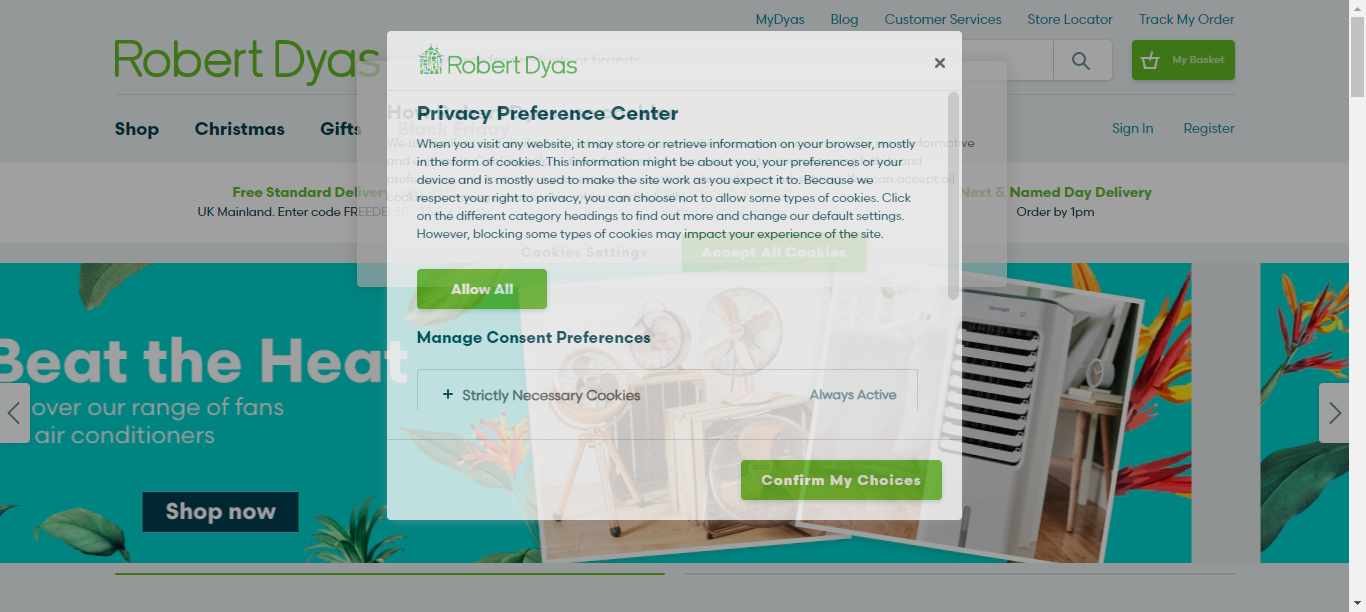 MyDyas Blog Customer Services Store Locator Track My Order
Robert Dyas
My Basket
Shop Christmas Gifts Black Friday
Sign In Register
Free Standard Delivery
UK Mainland. Enter code
Next & Named Day Delivery
Order by 1pm
Robert Dyas
Privacy Preference Center
When you visit any website, it may store or retrieve information on your browser, mostly
in the form of cookies. This information might be about you, your preferences or your
device and is mostly used to make the site work as you expect it to. Because we
respect your right to privacy, you can choose not to allow some types of cookies. Click
on the different category headings to find out more and change our default settings.
However, blocking some types of cookies may impact your experience of the site.
Cookies Settings Accept All Cookies
Allow All
Manage Consent Preferences
+ Strictly Necessary Cookies Always Active
Confirm My Choices
Beat the Heat
over our range of fans
air conditioners
Shop now